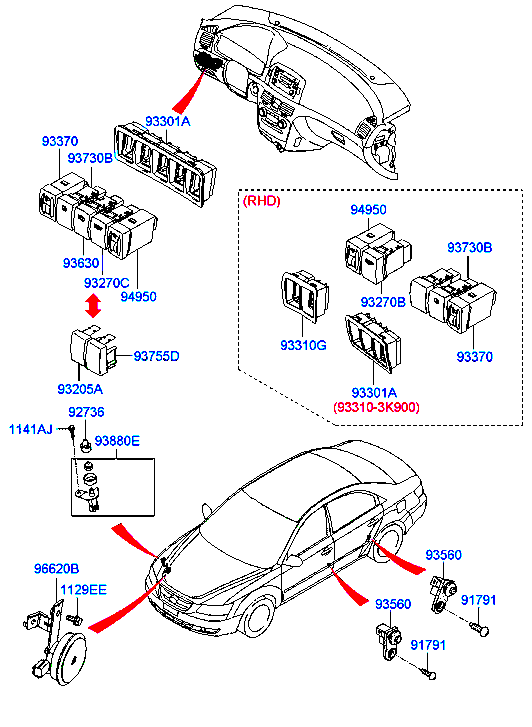 93301A
93370
93730B
93630
93270C
94950
93755D
93205A
92736
1141AJ
93880E
(RHD)
94950
93730B
93270B
93310G
93370
93301A
(93310-3K900)
96620B
1129EE
93560
93560
91791
91791